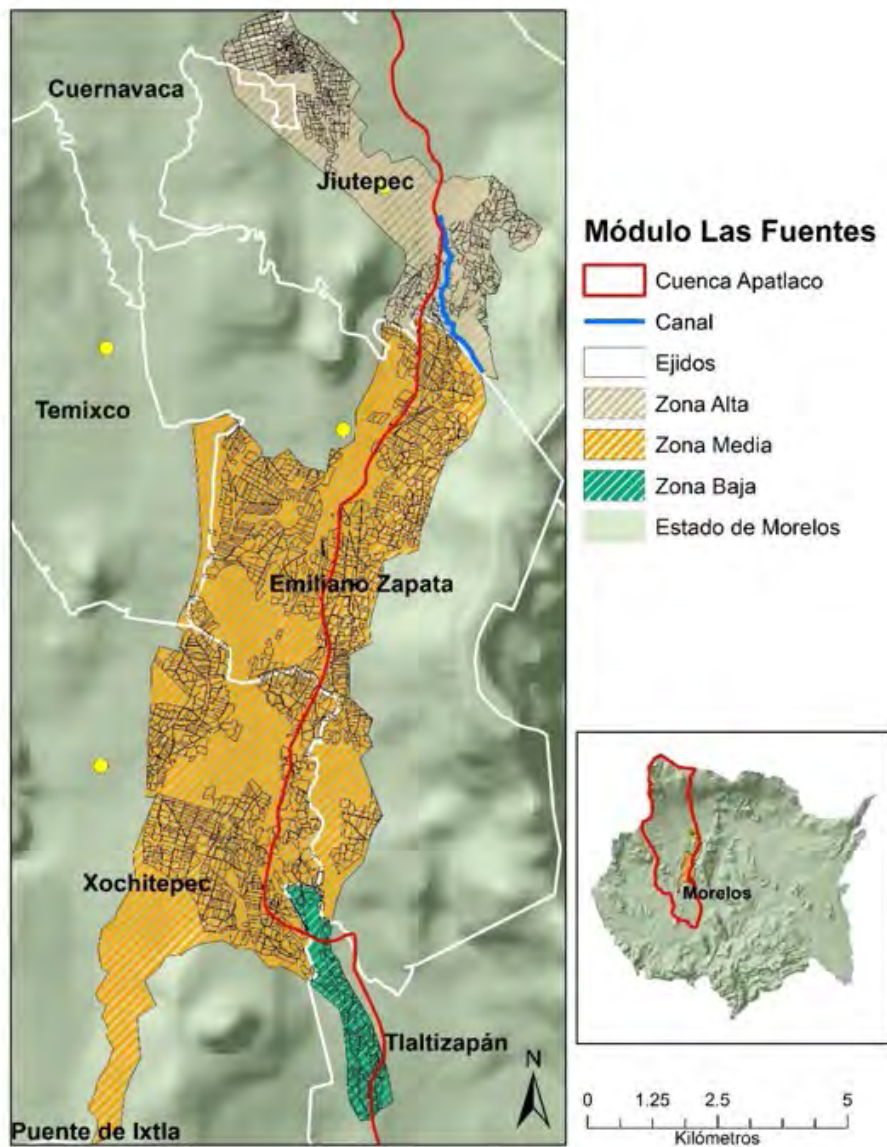 Cuernavaca
Jiutepec
Temixco
Emiliano Zapata
Xochitepec
Tlaltizapán
Puente de Ixtla
N
Módulo Las Fuentes
Cuenca Apatlaco
Canal
Ejidos
Zona Alta
Zona Media
Zona Baja
Estado de Morelos
Morelos
0 1.25 2.5 5
Kilómetros